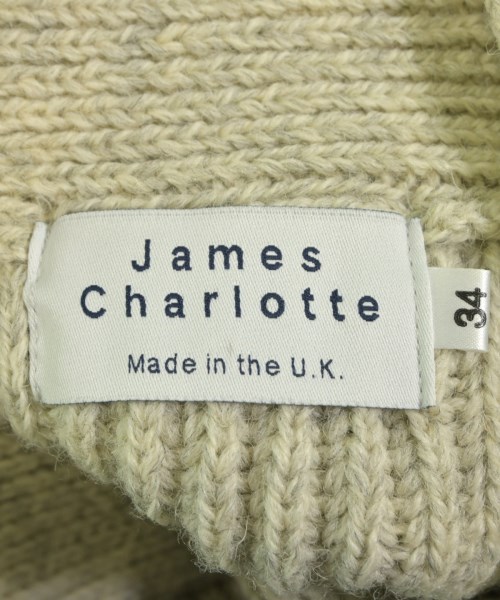 James
Charlotte
Made in the U.K.
34